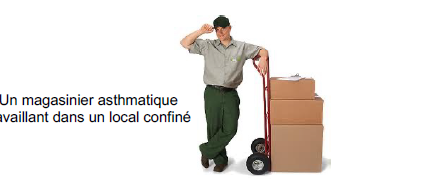 Un magasinier asthmatique
availlant dans un local confiné